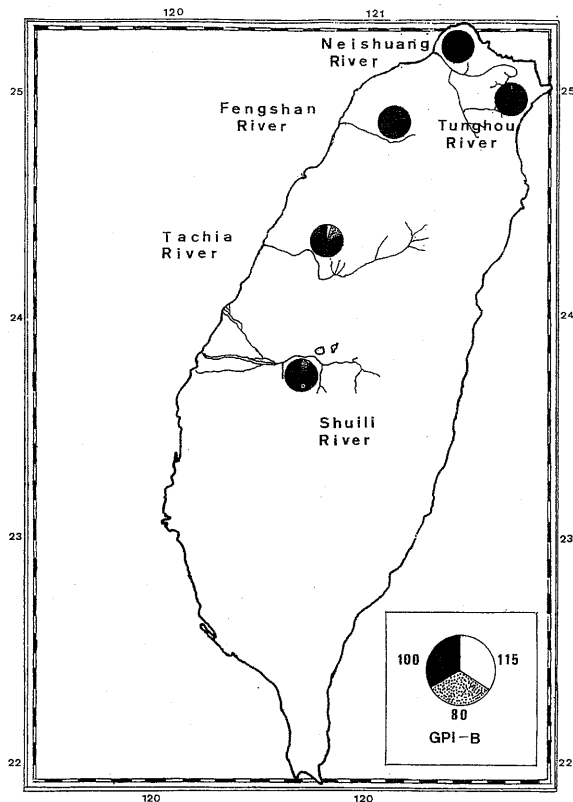 120 121
Neishuang
River
25 25
Fengshan
River
Tunghou
River
Tachia
River
24 24
Shuili
River
23 23
100 115
80
GPI-B
22 22
120 120